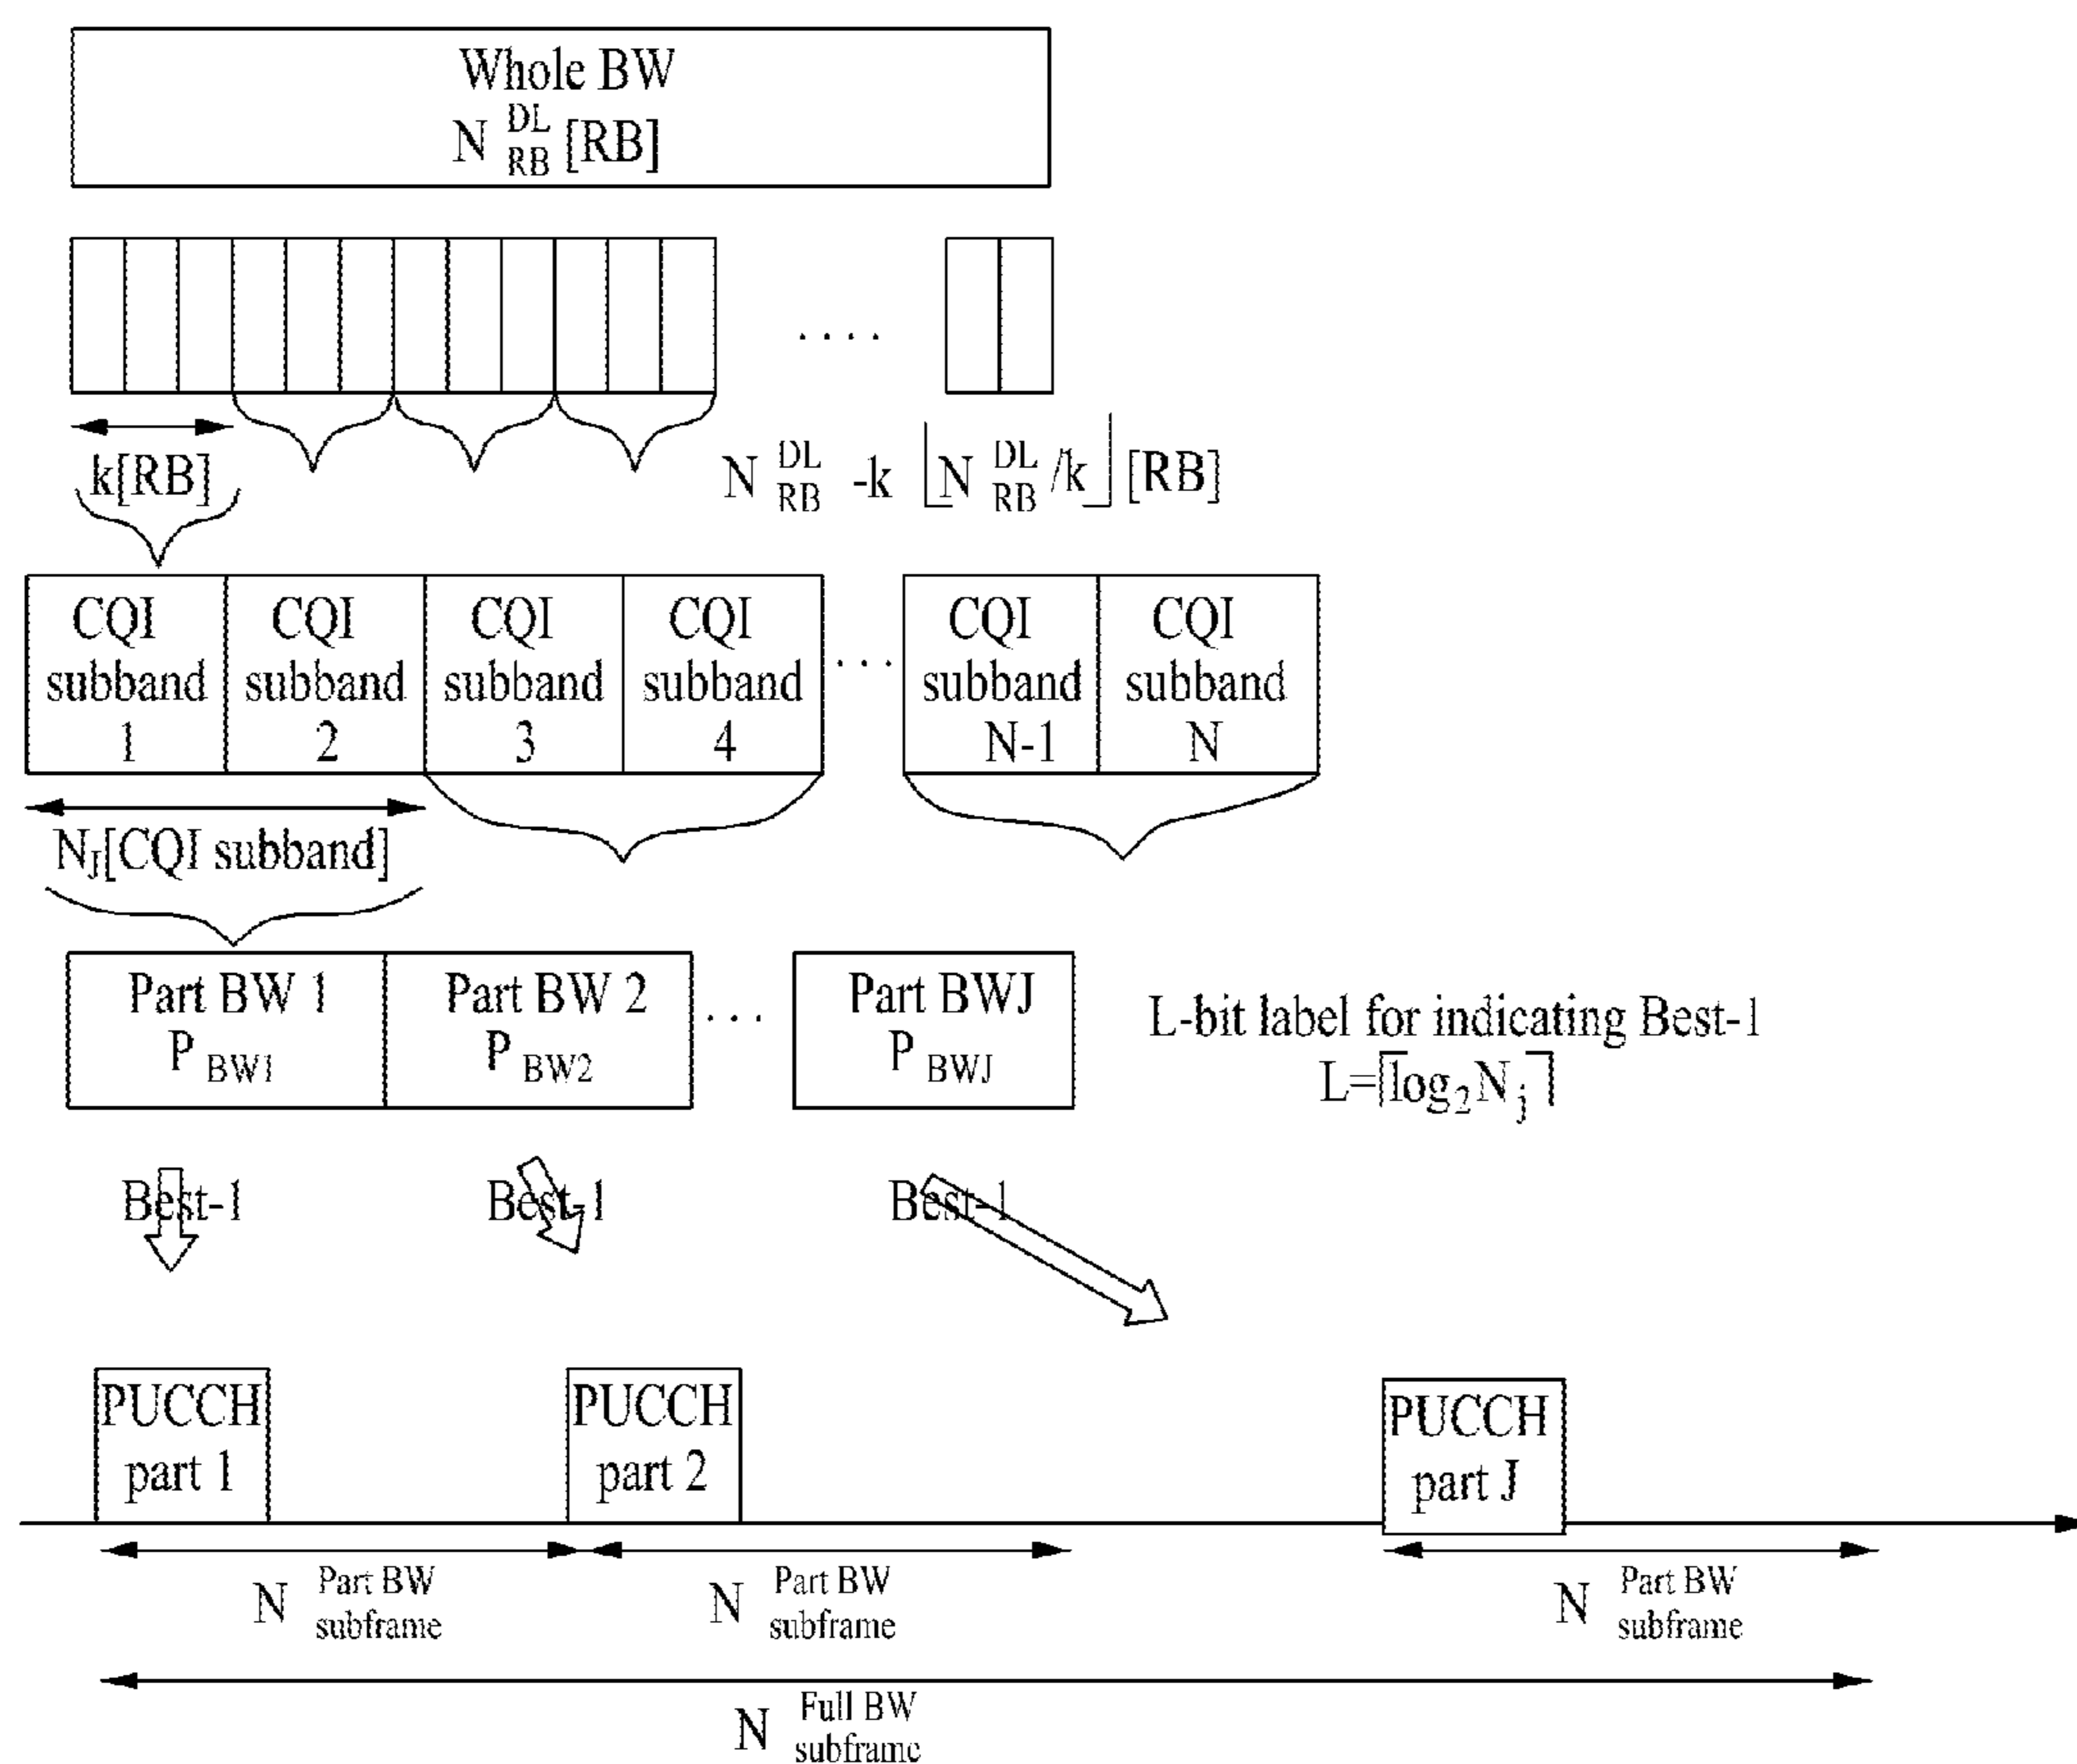 Whole BW
N DL RB [RB]
....
k[RB]
N DL RB -k ⌊N DL RB /k⌋ [RB]
CQI subband 1
CQI subband 2
CQI subband 3
CQI subband 4
...
CQI subband N-1
CQI subband N
NJ[CQI subband]
Part BW 1
PBW1
Part BW 2
PBW2
...
Part BWJ
PBWJ
L-bit label for indicating Best-1
L=⌈log2Nj⌉
Best-1
Best-1
Best-1
PUCCH part 1
PUCCH part 2
PUCCH part J
N Part BW subframe
N Part BW subframe
N Part BW subframe
N Full BW subframe